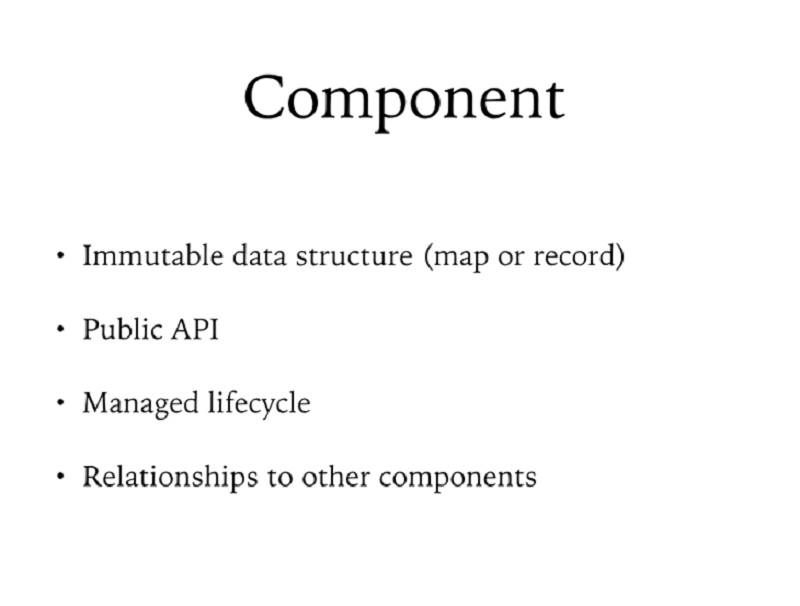 Component
• Immutable data structure (map or record)
• Public API
• Managed lifecycle
• Relationships to other components